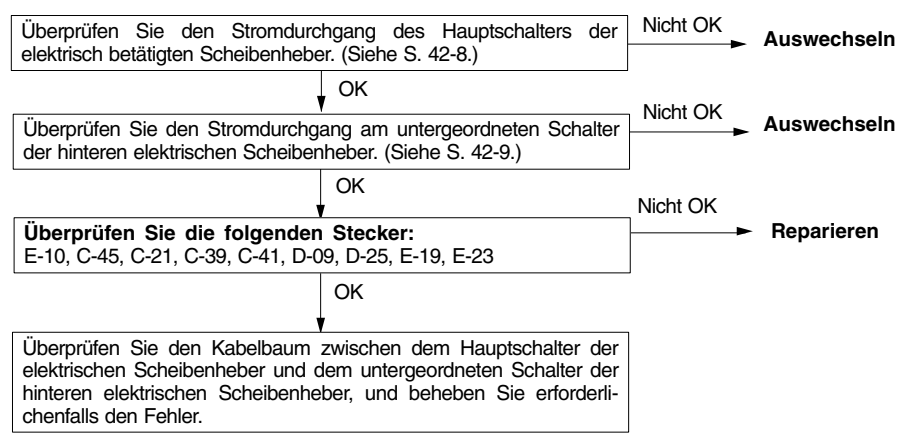 Überprüfen Sie den Stromdurchgang des Hauptschalters der
elektrisch betätigten Scheibenheber. (Siehe S. 42-8.)
Nicht OK
Auswechseln
OK
Überprüfen Sie den Stromdurchgang am untergeordneten Schalter
der hinteren elektrischen Scheibenheber. (Siehe S. 42-9.)
Nicht OK
Auswechseln
OK
Überprüfen Sie die folgenden Stecker:
E-10, C-45, C-21, C-39, C-41, D-09, D-25, E-19, E-23
Nicht OK
Reparieren
OK
Überprüfen Sie den Kabelbaum zwischen dem Hauptschalter der
elektrischen Scheibenheber und dem untergeordneten Schalter der
hinteren elektrischen Scheibenheber, und beheben Sie erforderli-
chenfalls den Fehler.